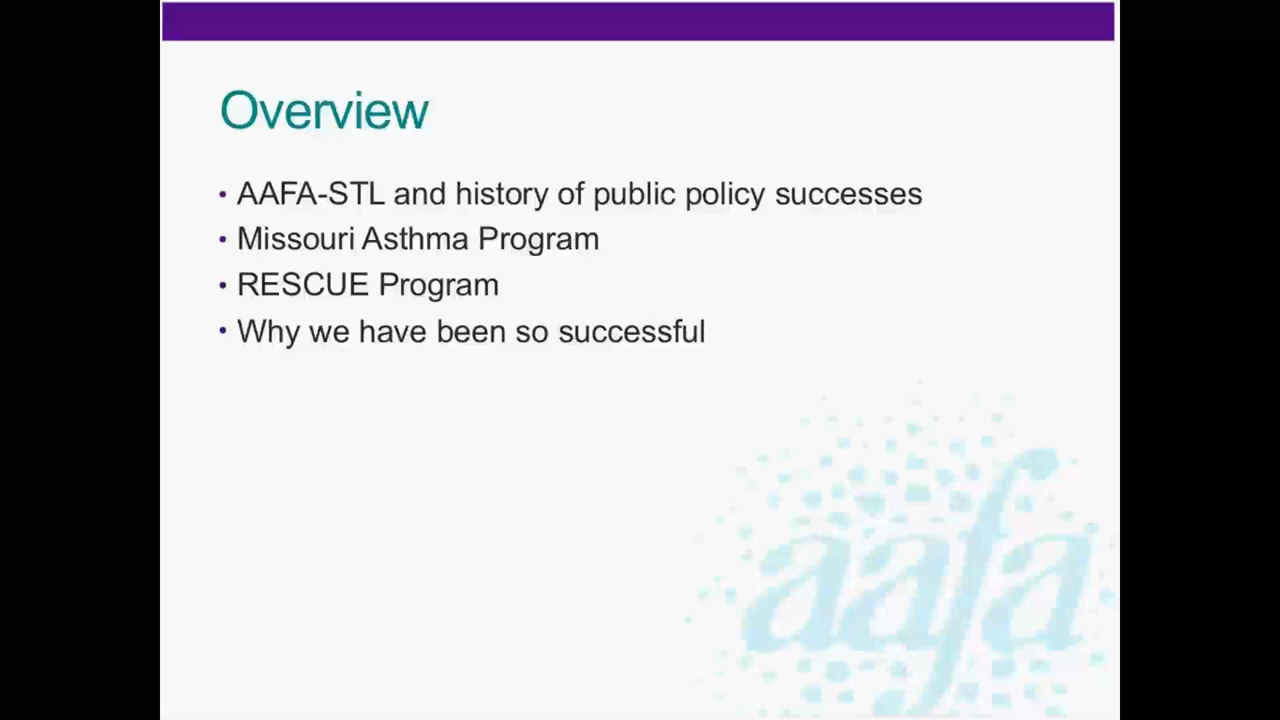 Overview
• AAFA-STL and history of public policy successes
• Missouri Asthma Program
• RESCUE Program
• Why we have been so successful
aafa